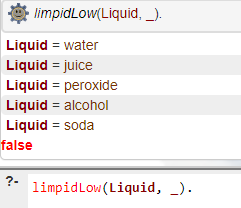 limpidLow(Liquid, _).
Liquid = water
Liquid = juice
Liquid = peroxide
Liquid = alcohol
Liquid = soda
false
?- limpidLow(Liquid, _).